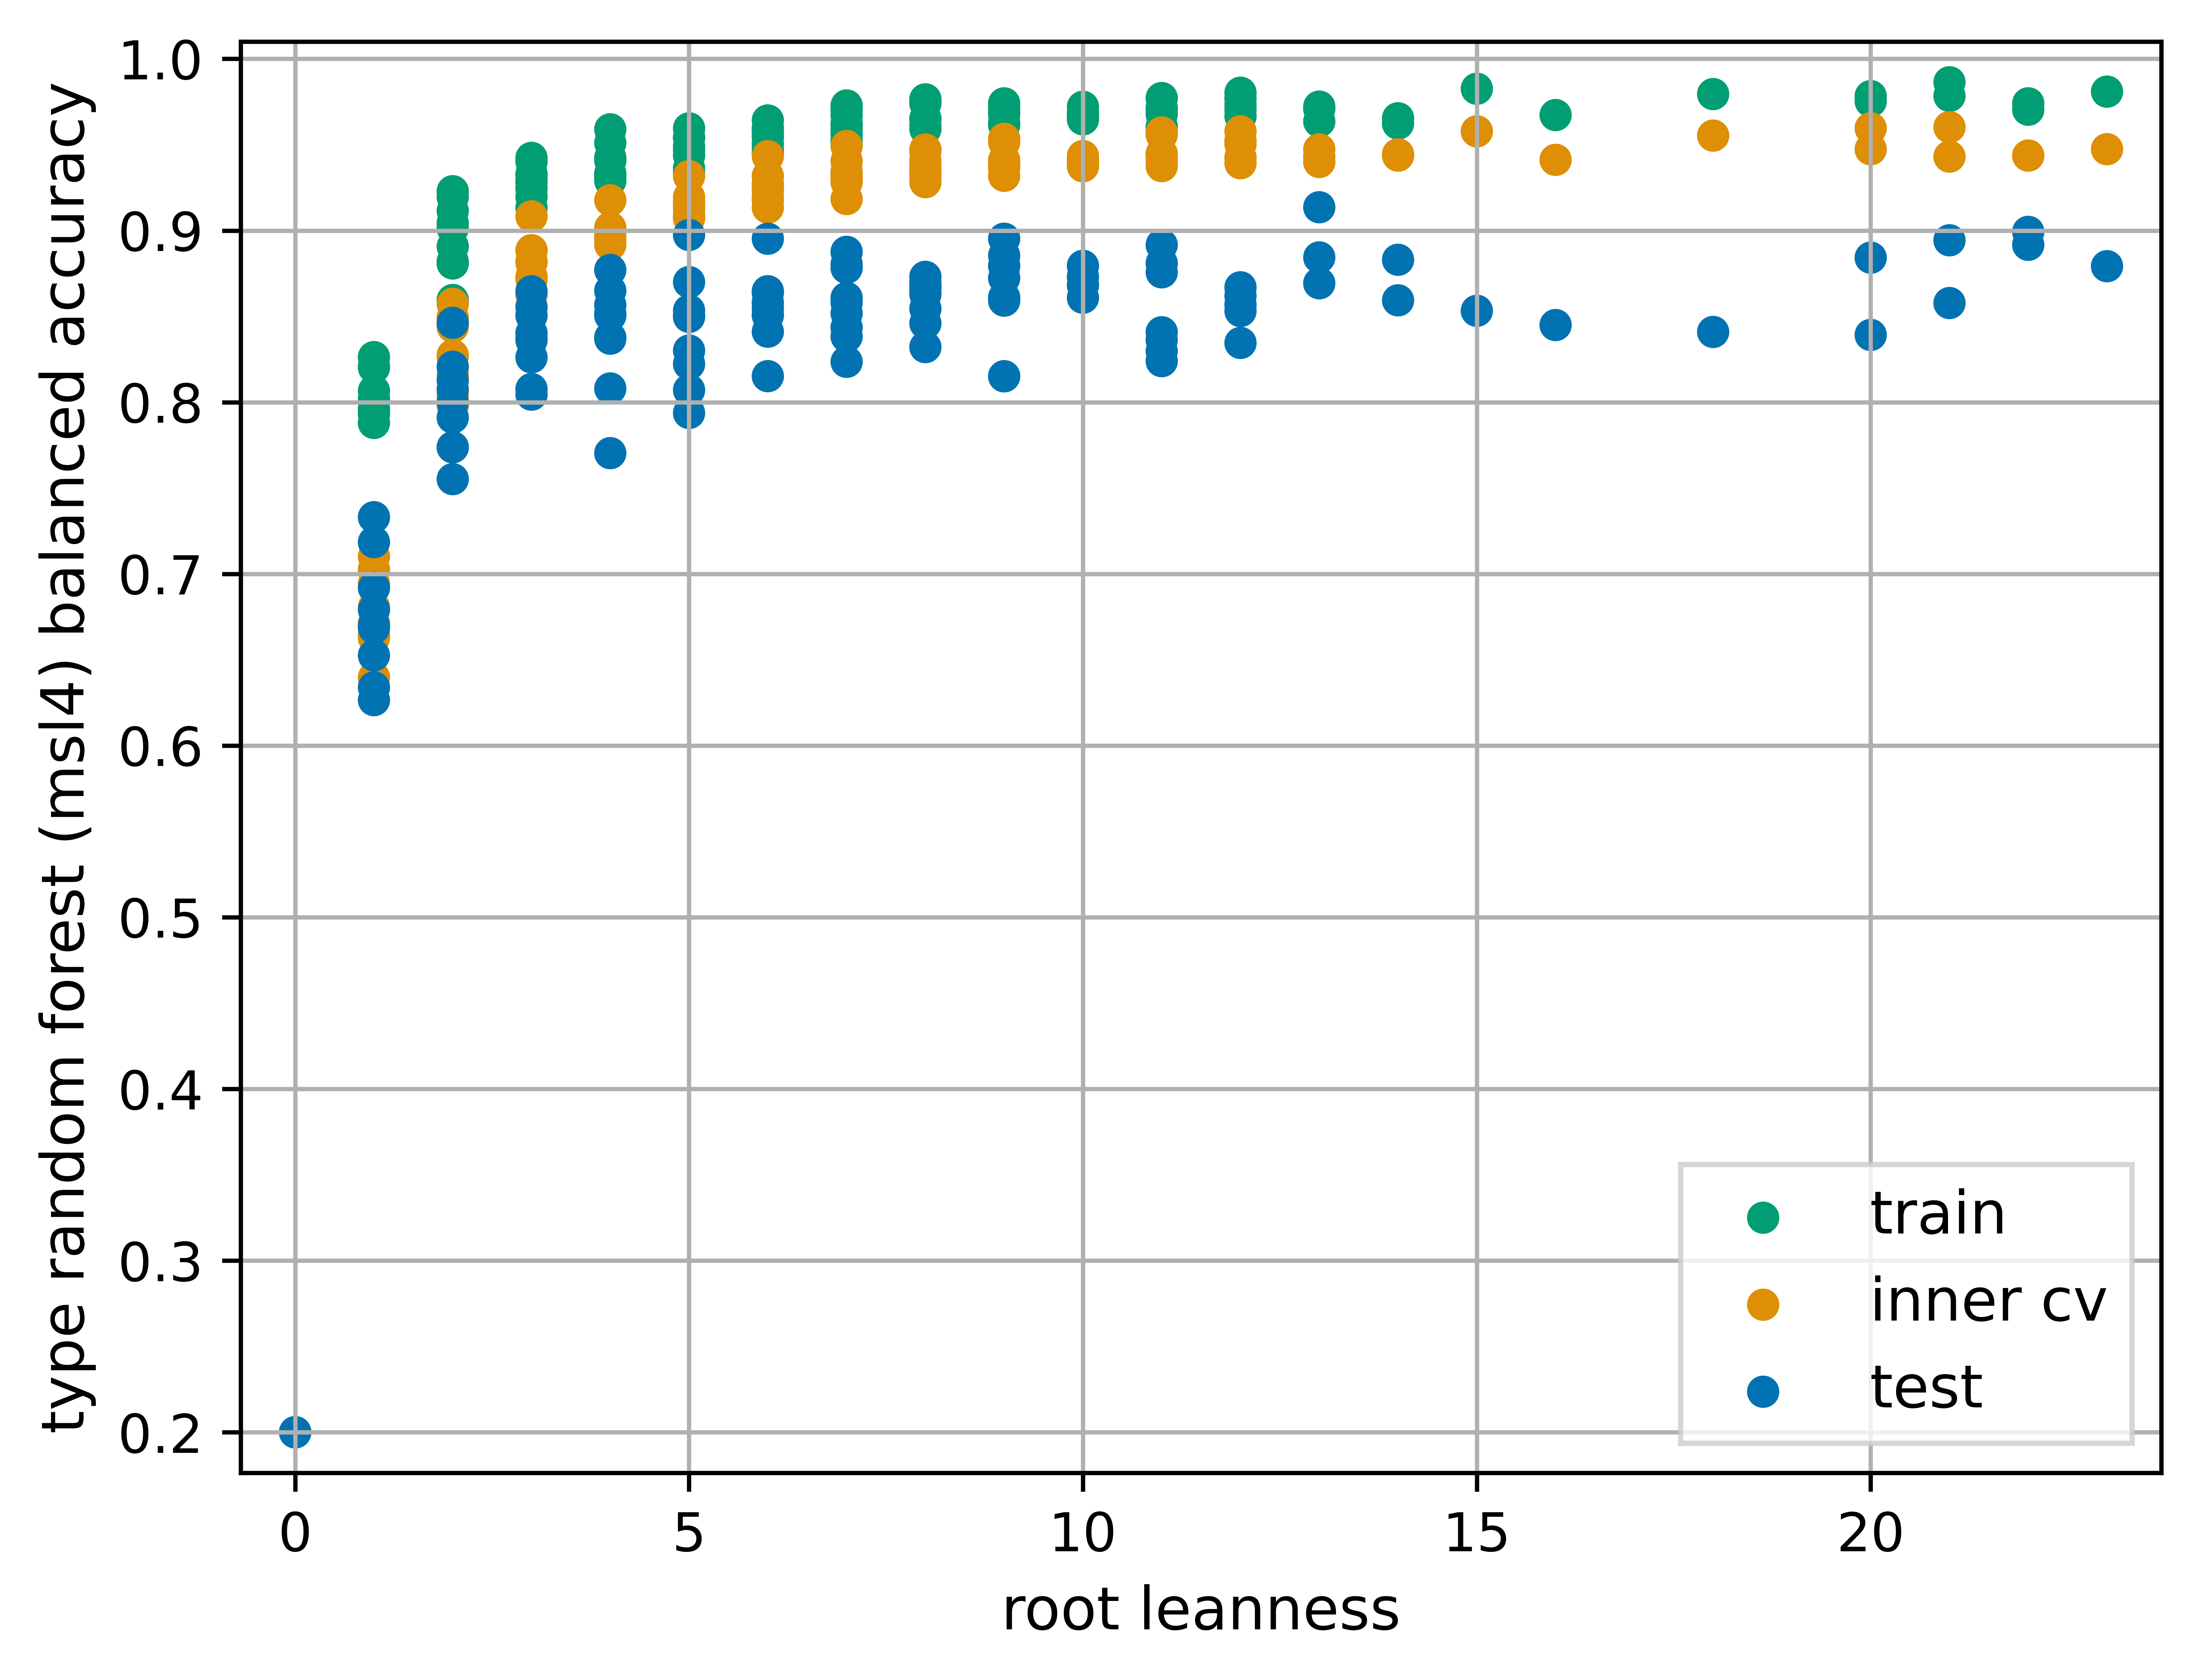 type random forest (msl4) balanced accuracy
1.0
0.9
0.8
0.7
0.6
0.5
0.4
0.3
0.2
train
inner cv
test
0 5 10 15 20
root leanness